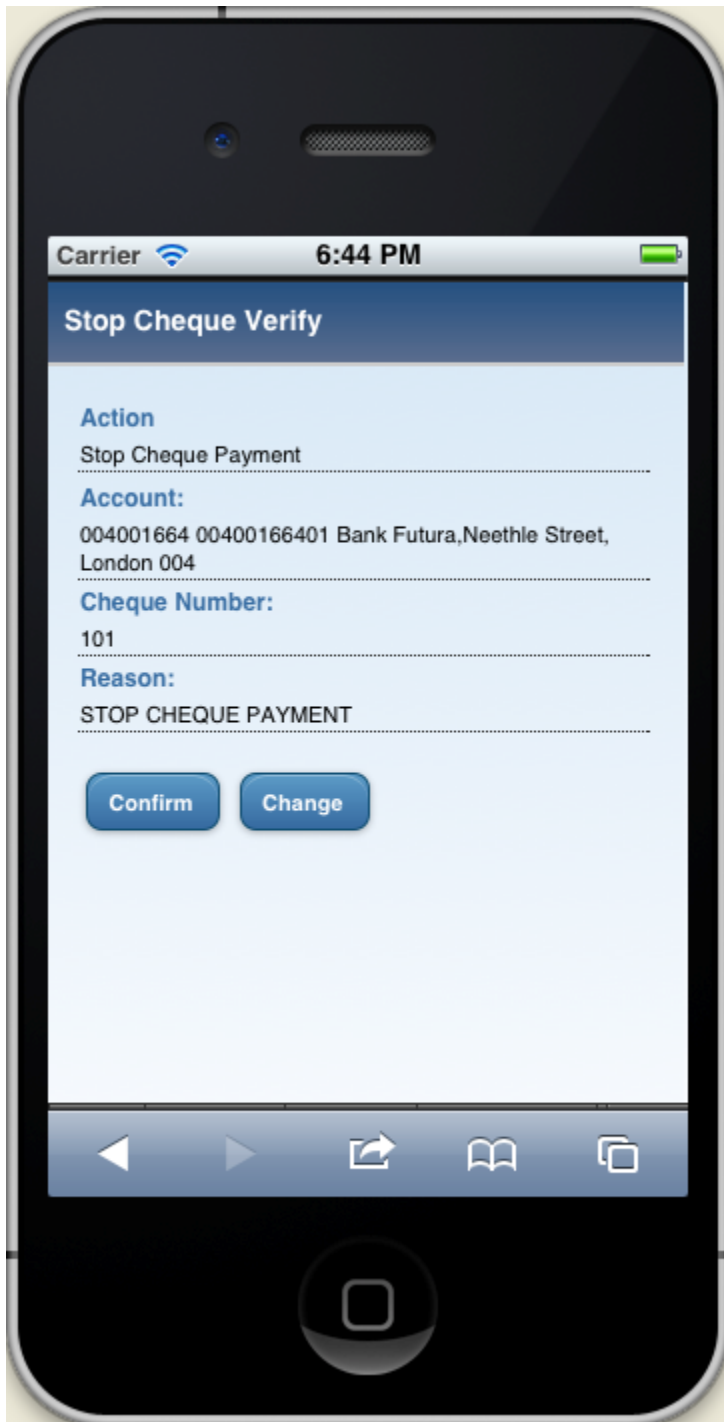 Carrier 6:44 PM
Stop Cheque Verify
Action
Stop Cheque Payment
Account:
004001664 00400166401 Bank Futura,Neethle Street,
London 004
Cheque Number:
101
Reason:
STOP CHEQUE PAYMENT
Confirm Change